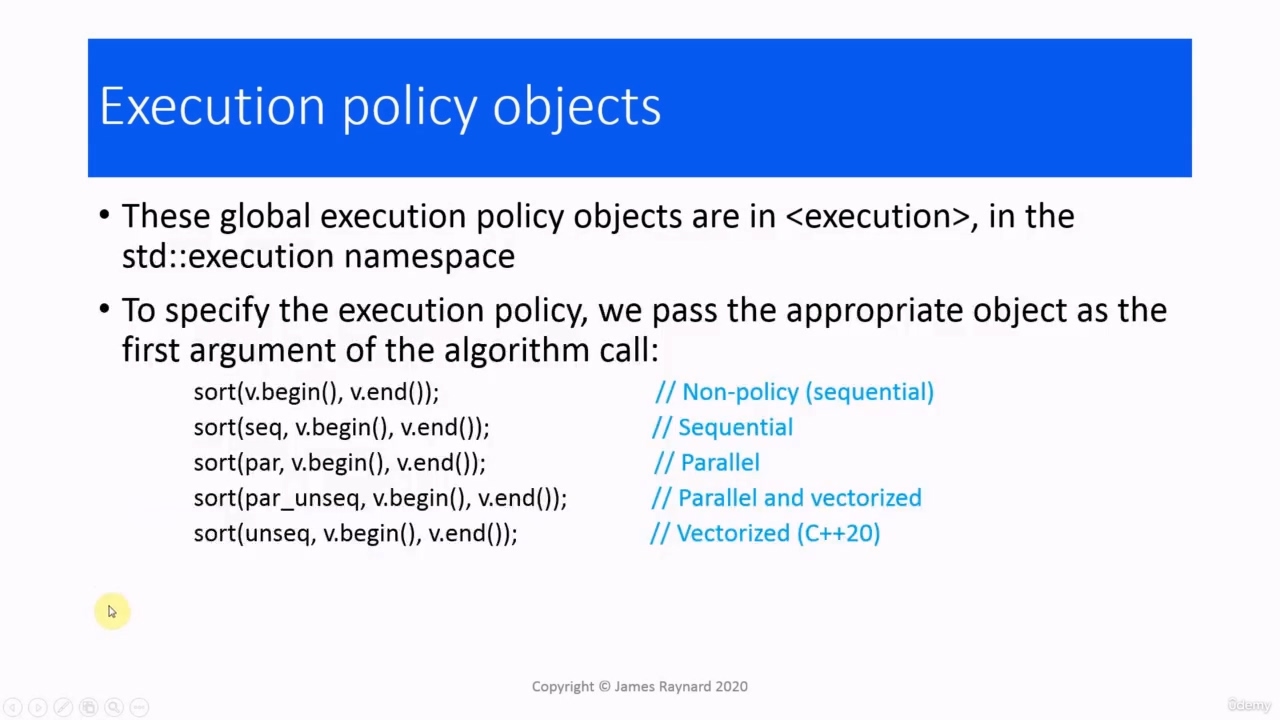 Execution policy objects
• These global execution policy objects are in <execution>, in the
std::execution namespace
• To specify the execution policy, we pass the appropriate object as the
first argument of the algorithm call:
sort(v.begin(), v.end()); // Non-policy (sequential)
sort(seq, v.begin(), v.end()); // Sequential
sort(par, v.begin(), v.end()); // Parallel
sort(par_unseq, v.begin(), v.end()); // Parallel and vectorized
sort(unseq, v.begin(), v.end()); // Vectorized (C++20)
Copyright © James Raynard 2020
ûdemy